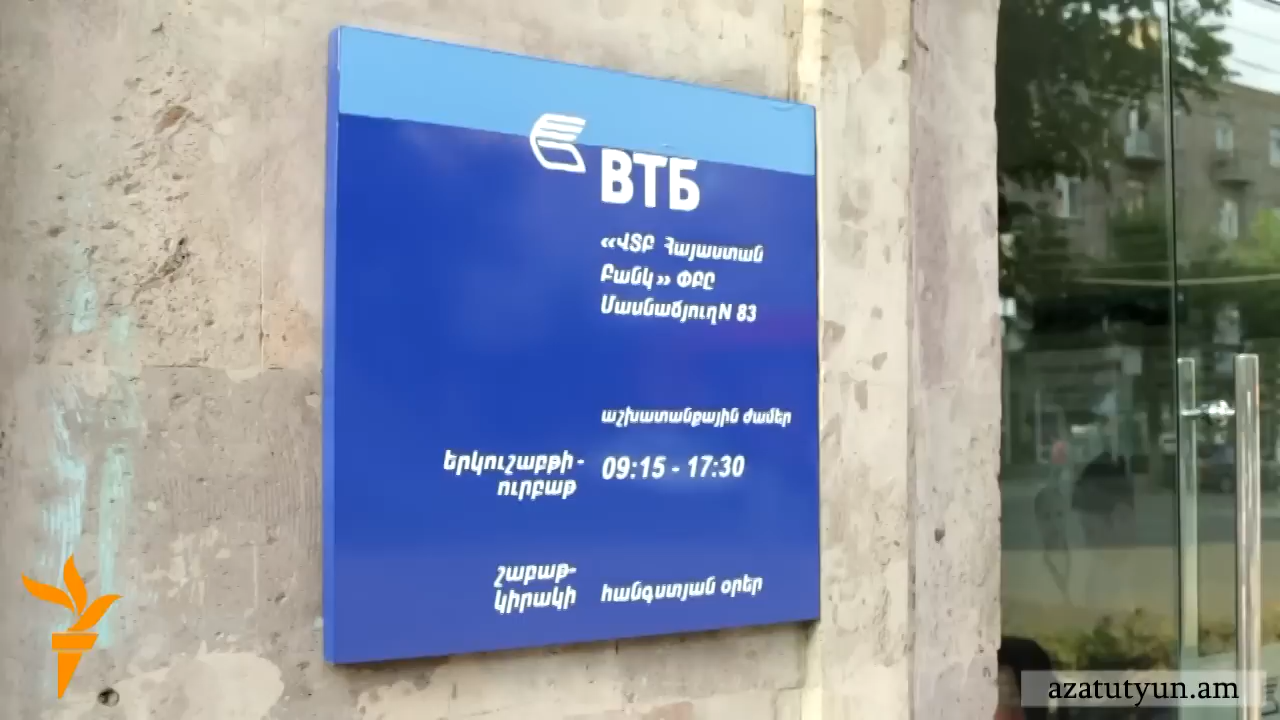 ВТБ
«ՎՏԲ Հայաստան
Բանկ» ՓԲԸ
Մասնաճյուղ N 83
աշխատանքային ժամեր
երկուշաբթի-
ուրբաթ
09:15 - 17:30
շաբաթ-
կիրակի
հանգստյան օրեր
azatutyun.am